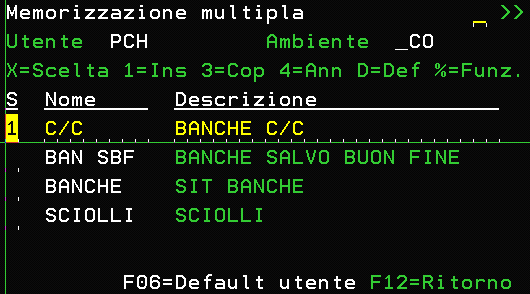 Memorizzazione multipla _ >>
Utente PCH Ambiente _CO
X=Scelta 1=Ins 3=Cop 4=Ann D=Def %=Funz.
S Nome Descrizione
1 C/C BANCHE C/C
BAN SBF BANCHE SALVO BUON FINE
BANCHE SIT BANCHE
SCIOLLI SCIOLLI
F06=Default utente F12=Ritorno